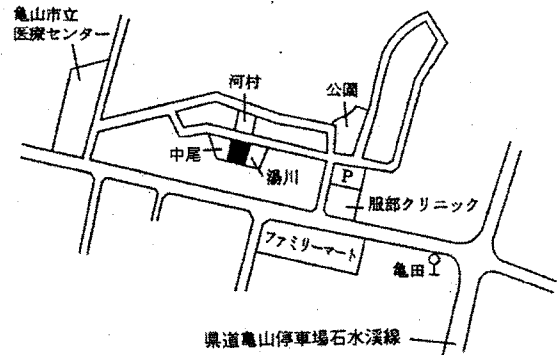 亀山市立
医療センター
河村
公園
中尾
湯川
P
服部クリニック
ファミリーマート
亀田
県道亀山停車場石水渓線